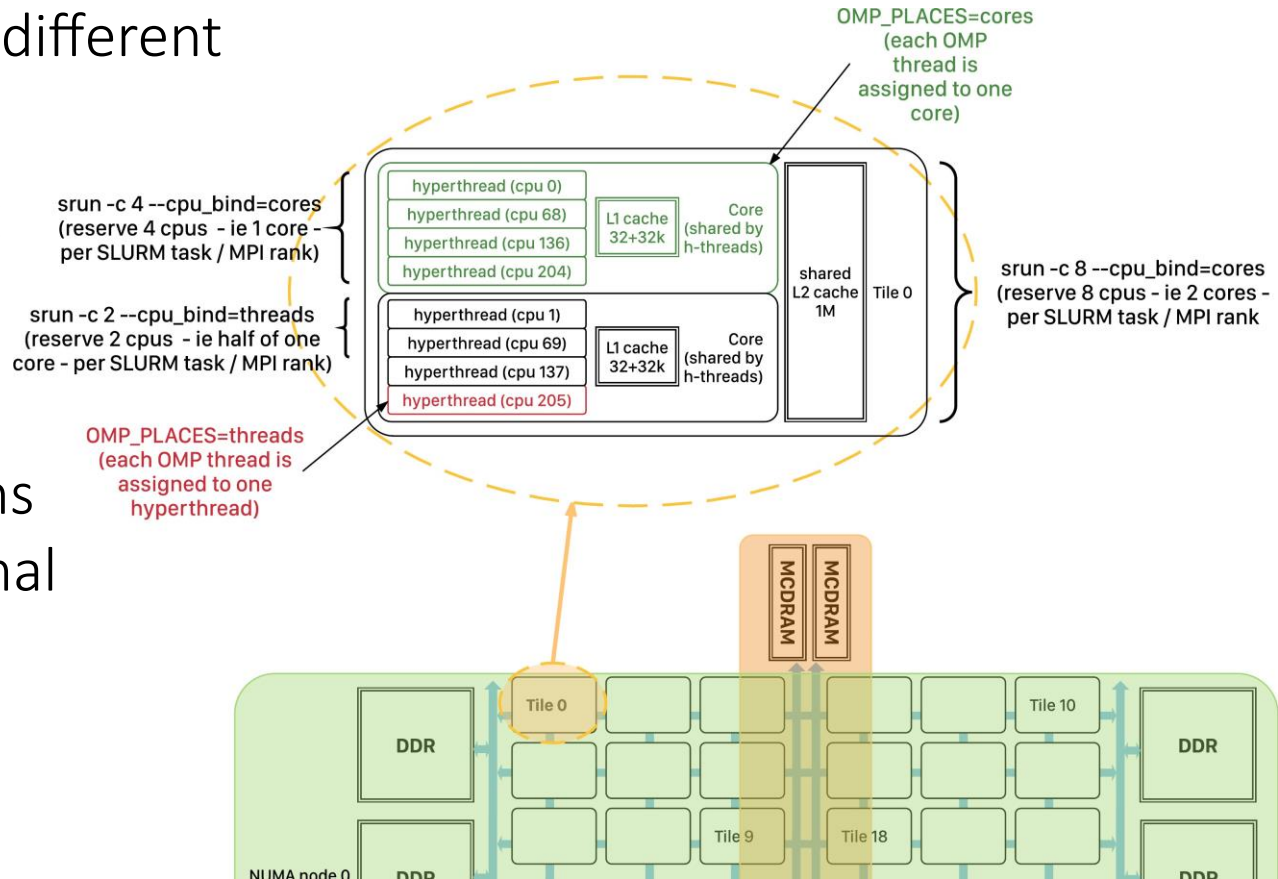 different
OMP_PLACES=cores
(each OMP
thread is
assigned to one
core)
srun -c 4 --cpu_bind=cores
(reserve 4 cpus - ie 1 core -
per SLURM task / MPI rank)
srun -c 2 --cpu_bind=threads
(reserve 2 cpus - ie half of one
core - per SLURM task / MPI rank)
hyperthread (cpu 0)
hyperthread (cpu 68)
hyperthread (cpu 136)
hyperthread (cpu 204)
L1 cache
32+32k
Core
(shared by
h-threads)
hyperthread (cpu 1)
hyperthread (cpu 69)
hyperthread (cpu 137)
hyperthread (cpu 205)
L1 cache
32+32k
Core
(shared by
h-threads)
shared
L2 cache
1M
Tile 0
srun -c 8 --cpu_bind=cores
(reserve 8 cpus - ie 2 cores -
per SLURM task / MPI rank
OMP_PLACES=threads
(each OMP thread is
assigned to one
hyperthread)
ns
nal
MCDRAM
MCDRAM
DDR
Tile 0
Tile 10
DDR
Tile 9
Tile 18
NUMA node 0
DDR
DDR